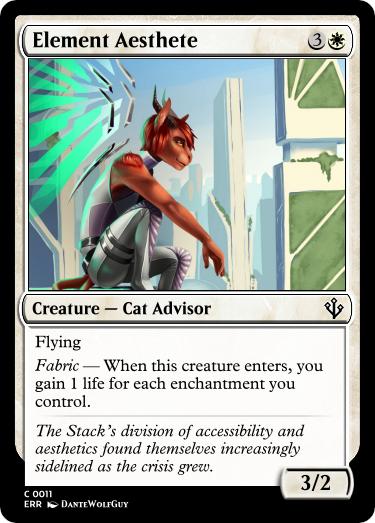 Element Aesthete 3
Creature — Cat Advisor
Flying
Fabric — When this creature enters, you
gain 1 life for each enchantment you
control.
The Stack's division of accessibility and
aesthetics found themselves increasingly
sidelined as the crisis grew.
3/2
C 0011
ERR DanteWolfGuy